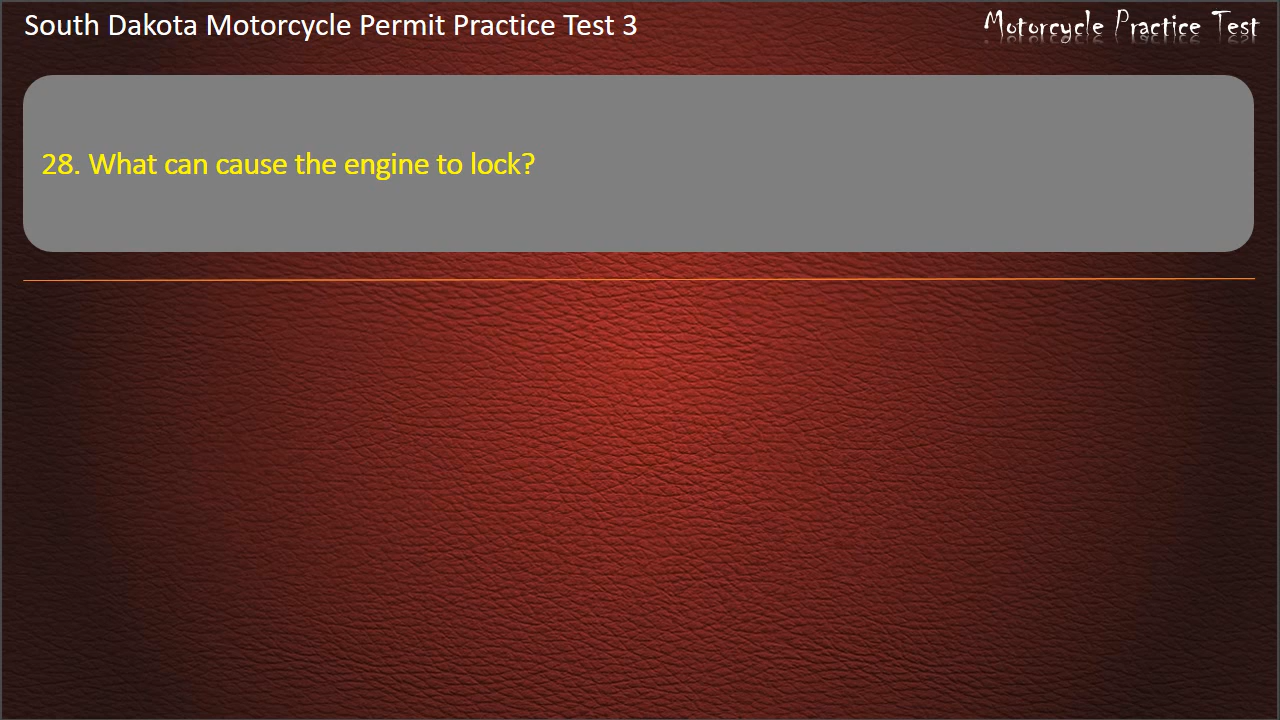 South Dakota Motorcycle Permit Practice Test 3
Motorcycle Practice Test
28. What can cause the engine to lock?